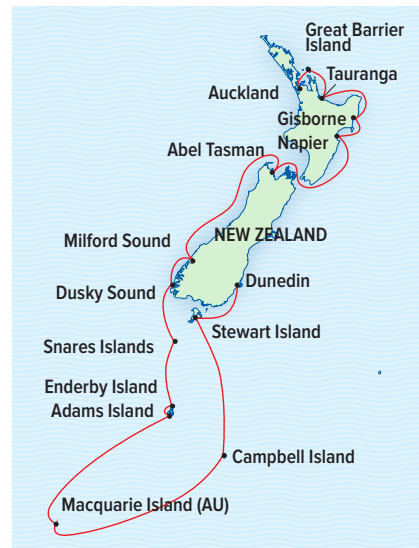 Great Barrier
Island
Tauranga
Auckland
Gisborne
Napier
Abel Tasman
NEW ZEALAND
Milford Sound
Dusky Sound
Dunedin
Stewart Island
Snares Islands
Enderby Island
Adams Island
Campbell Island
Macquarie Island (AU)